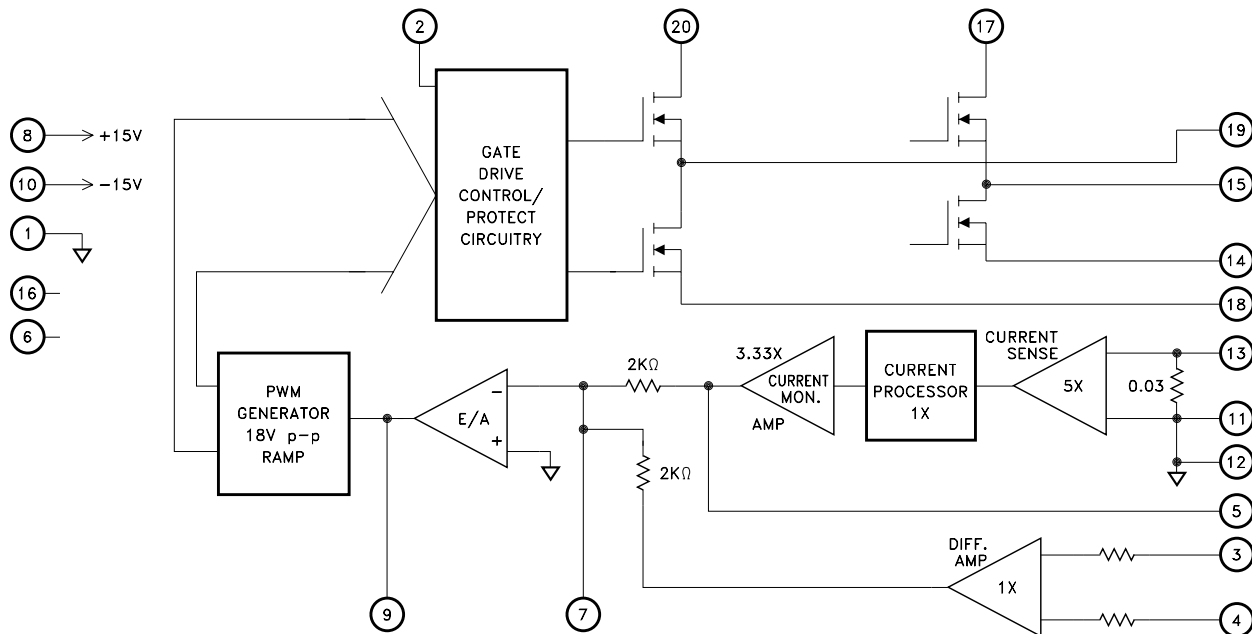 2
20
17
8
+15V
10
-15V
1
16
6
GATE
DRIVE
CONTROL/
PROTECT
CIRCUITRY
19
15
14
18
PWM
GENERATOR
18V p-p
RAMP
E/A
-
+
2KΩ
2KΩ
3.33X
CURRENT
MON.
AMP
CURRENT
PROCESSOR
1X
CURRENT
SENSE
5X
0.03
13
11
12
5
DIFF.
AMP
1X
3
4
9
7